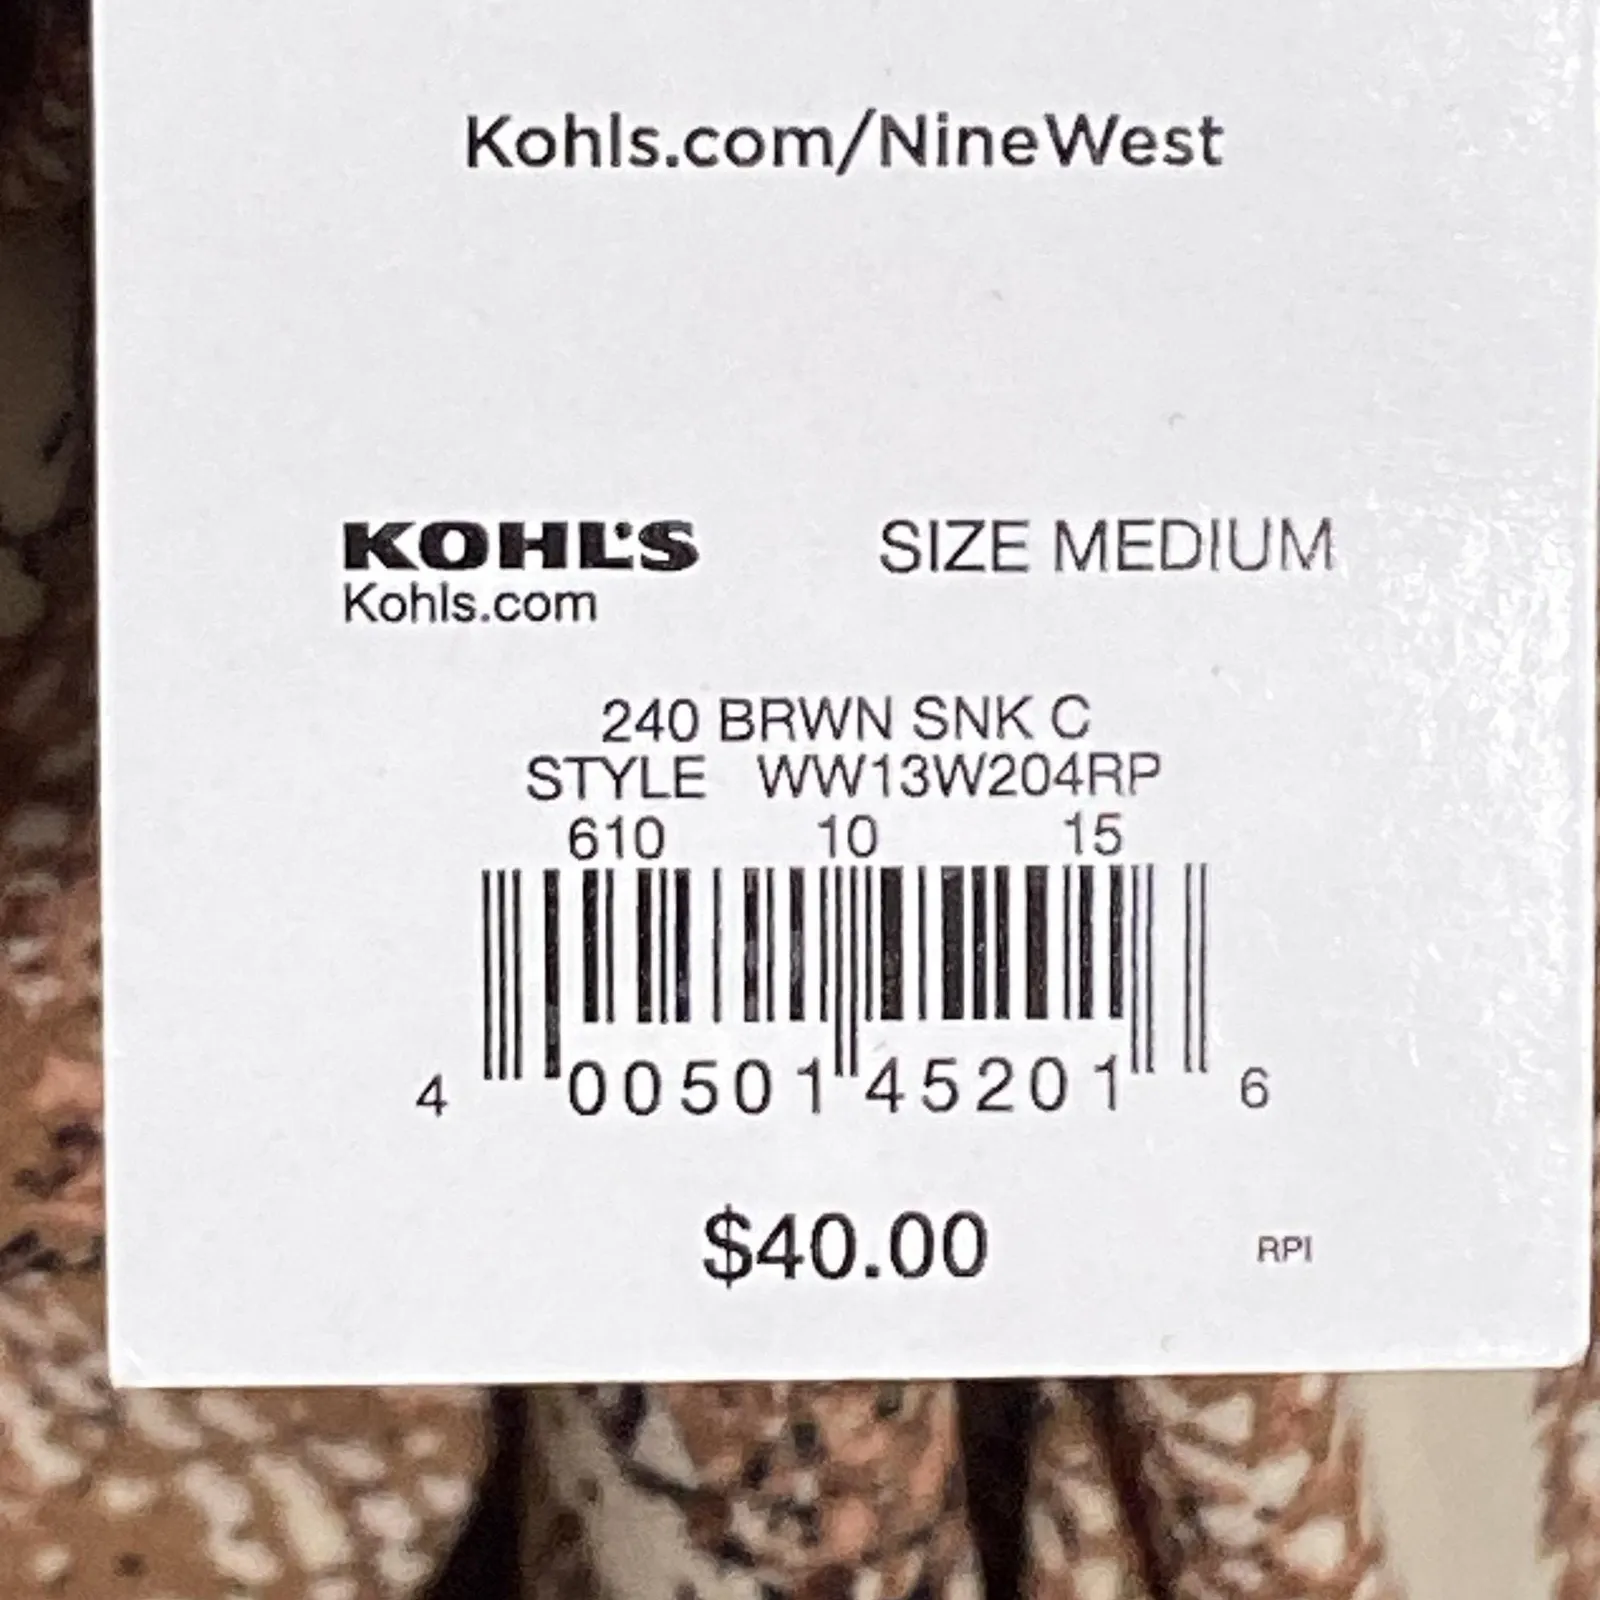 Kohls.com/NineWest
KOHL'S SIZE MEDIUM
Kohls.com
240 BRWN SNK C
STYLE WW13W204RP
610 10 15
4 00501 45201 6
$40.00 RPI